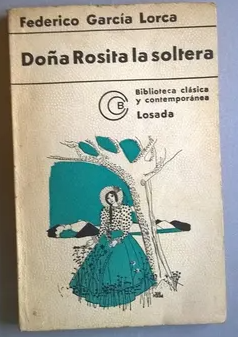 Federico García Lorca
Doña Rosita la soltera
Biblioteca clásica
y contemporánea
Losada